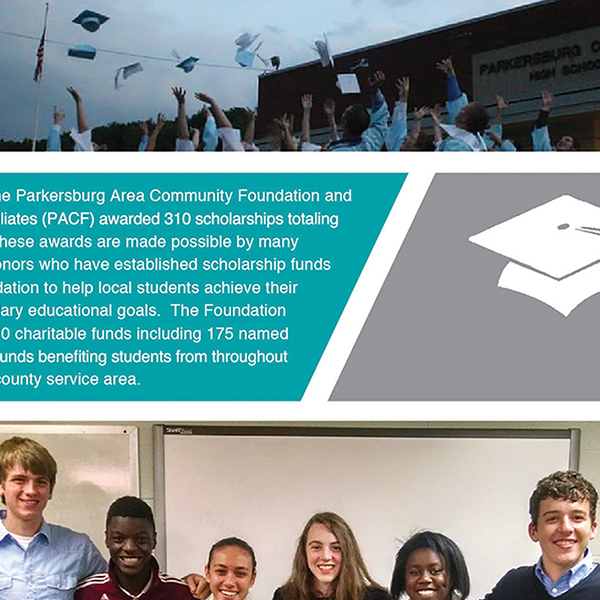 PARKERSBURG C
HIGH SCHOO
he Parkersburg Area Community Foundation and
liates (PACF) awarded 310 scholarships totaling
hese awards are made possible by many
onors who have established scholarship funds
dation to help local students achieve their
ary educational goals. The Foundation
0 charitable funds including 175 named
unds benefiting students from throughout
county service area.